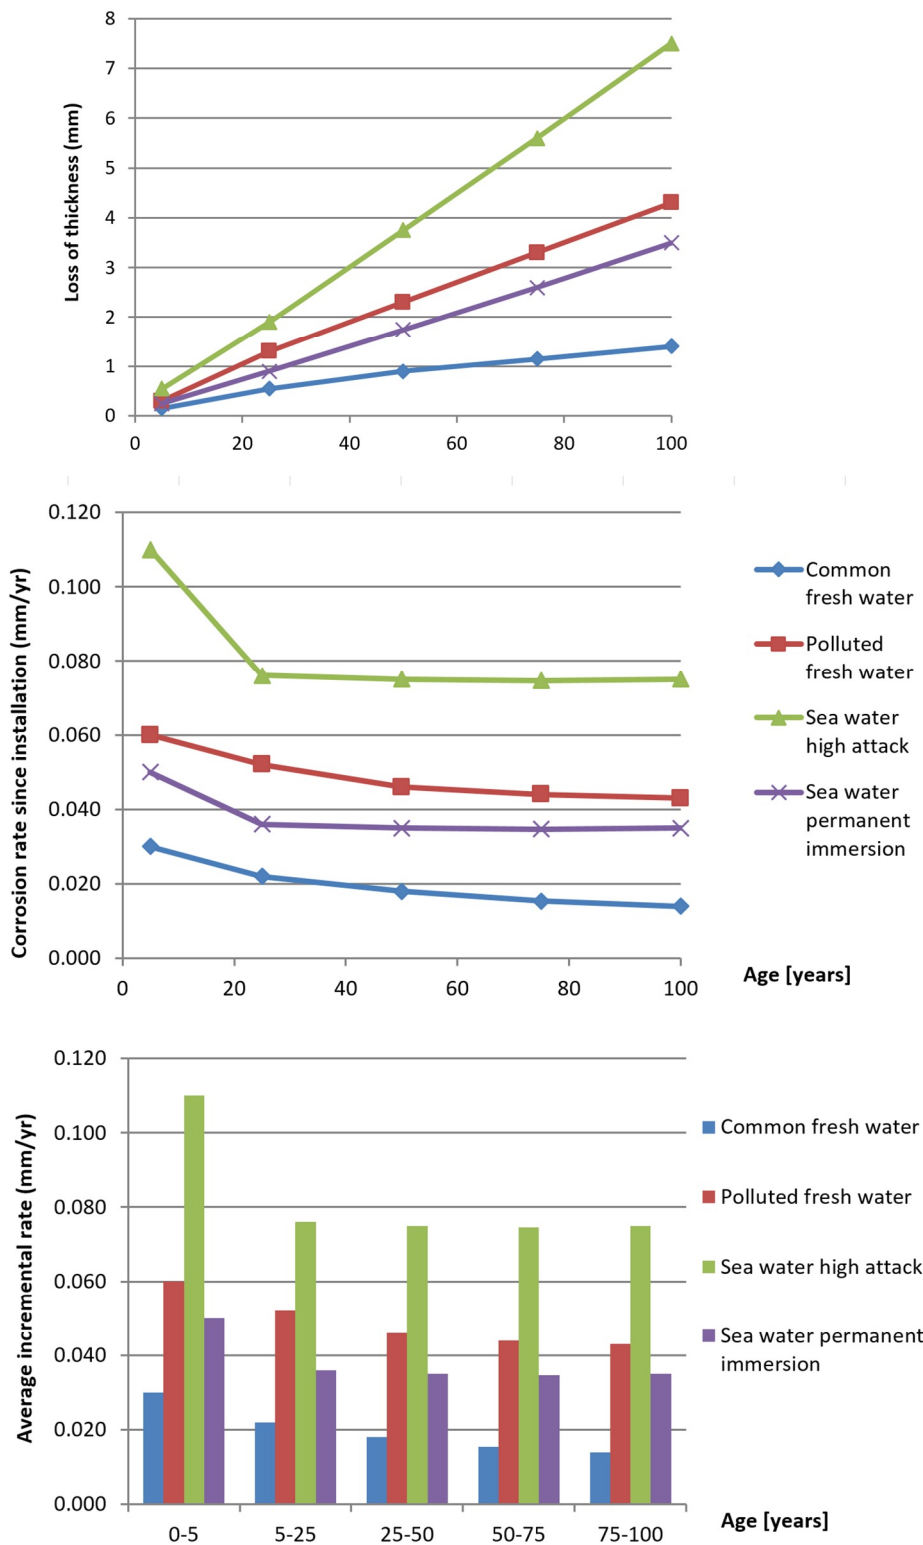 8
7
6
5
4
3
2
1
0
Loss of thickness (mm)
0 20 40 60 80 100
0.120
0.100
0.080
0.060
0.040
0.020
0.000
Corrosion rate since installation (mm/yr)
0 20 40 60 80 100
Age [years]
Common
fresh water
Polluted
fresh water
Sea water
high attack
Sea water
permanent
immersion
0.120
0.100
0.080
0.060
0.040
0.020
0.000
Average incremental rate (mm/yr)
0-5 5-25 25-50 50-75 75-100
Age [years]
Common fresh water
Polluted fresh water
Sea water high attack
Sea water permanent
immersion